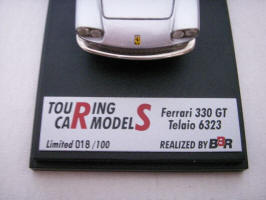 TOURING
CAR MODELS
Ferrari 330 GT
Telaio 6323
Limited 018/100
REALIZED BY BBR